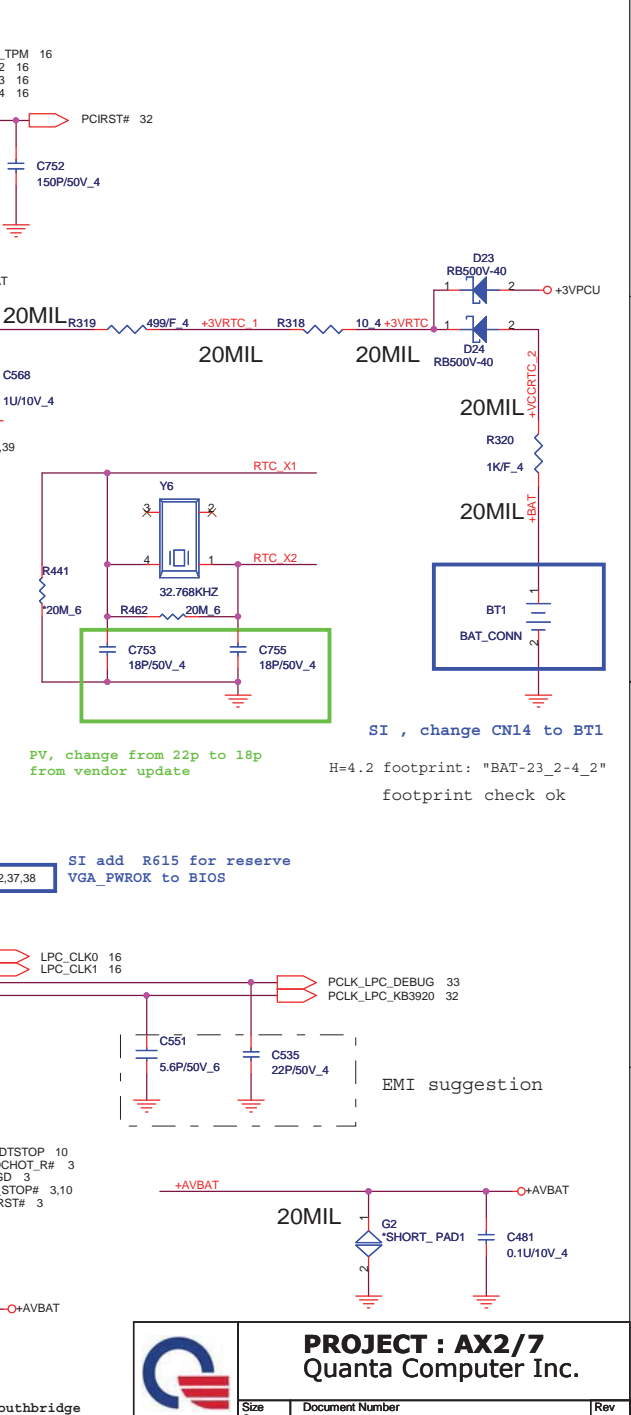 _TPM 16
2 16
3 16
4 16
PCIRST# 32
C752
150P/50V_4
D23
RB500V-40
1 2 +3VPCU
20MIL
R319 499/F_4 +3VRTC_1 R318 10_4 +3VRTC 1 2
20MIL 20MIL
D24
RB500V-40
C568
1U/10V_4
+VCCRTC_2
20MIL
R320
1K/F_4
,39
20MIL
+BAT
RTC_X1
Y6
3 2
4 1 RTC_X2
R441
*20M_6
32.768KHZ
R462 20M_6
C753
18P/50V_4
C755
18P/50V_4
1
BT1
BAT_CONN
2
SI , change CN14 to BT1
PV, change from 22p to 18p
from vendor update
H=4.2 footprint: "BAT-23_2-4_2"
footprint check ok
2,37,38
SI add R615 for reserve
VGA_PWROK to BIOS
LPC_CLK0 16
LPC_CLK1 16
PCLK_LPC_DEBUG 33
PCLK_LPC_KB3920 32
C551
5.6P/50V_6
C535
22P/50V_4
EMI suggestion
DTSTOP 10
OCHOT_R# 3
GD 3
_STOP# 3,10
RST# 3
+AVBAT +AVBAT
20MIL
1
G2
*SHORT_ PAD1
2
C481
0.1U/10V_4
+AVBAT
PROJECT : AX2/7
Quanta Computer Inc.
outhbridge
Size Document Number Rev